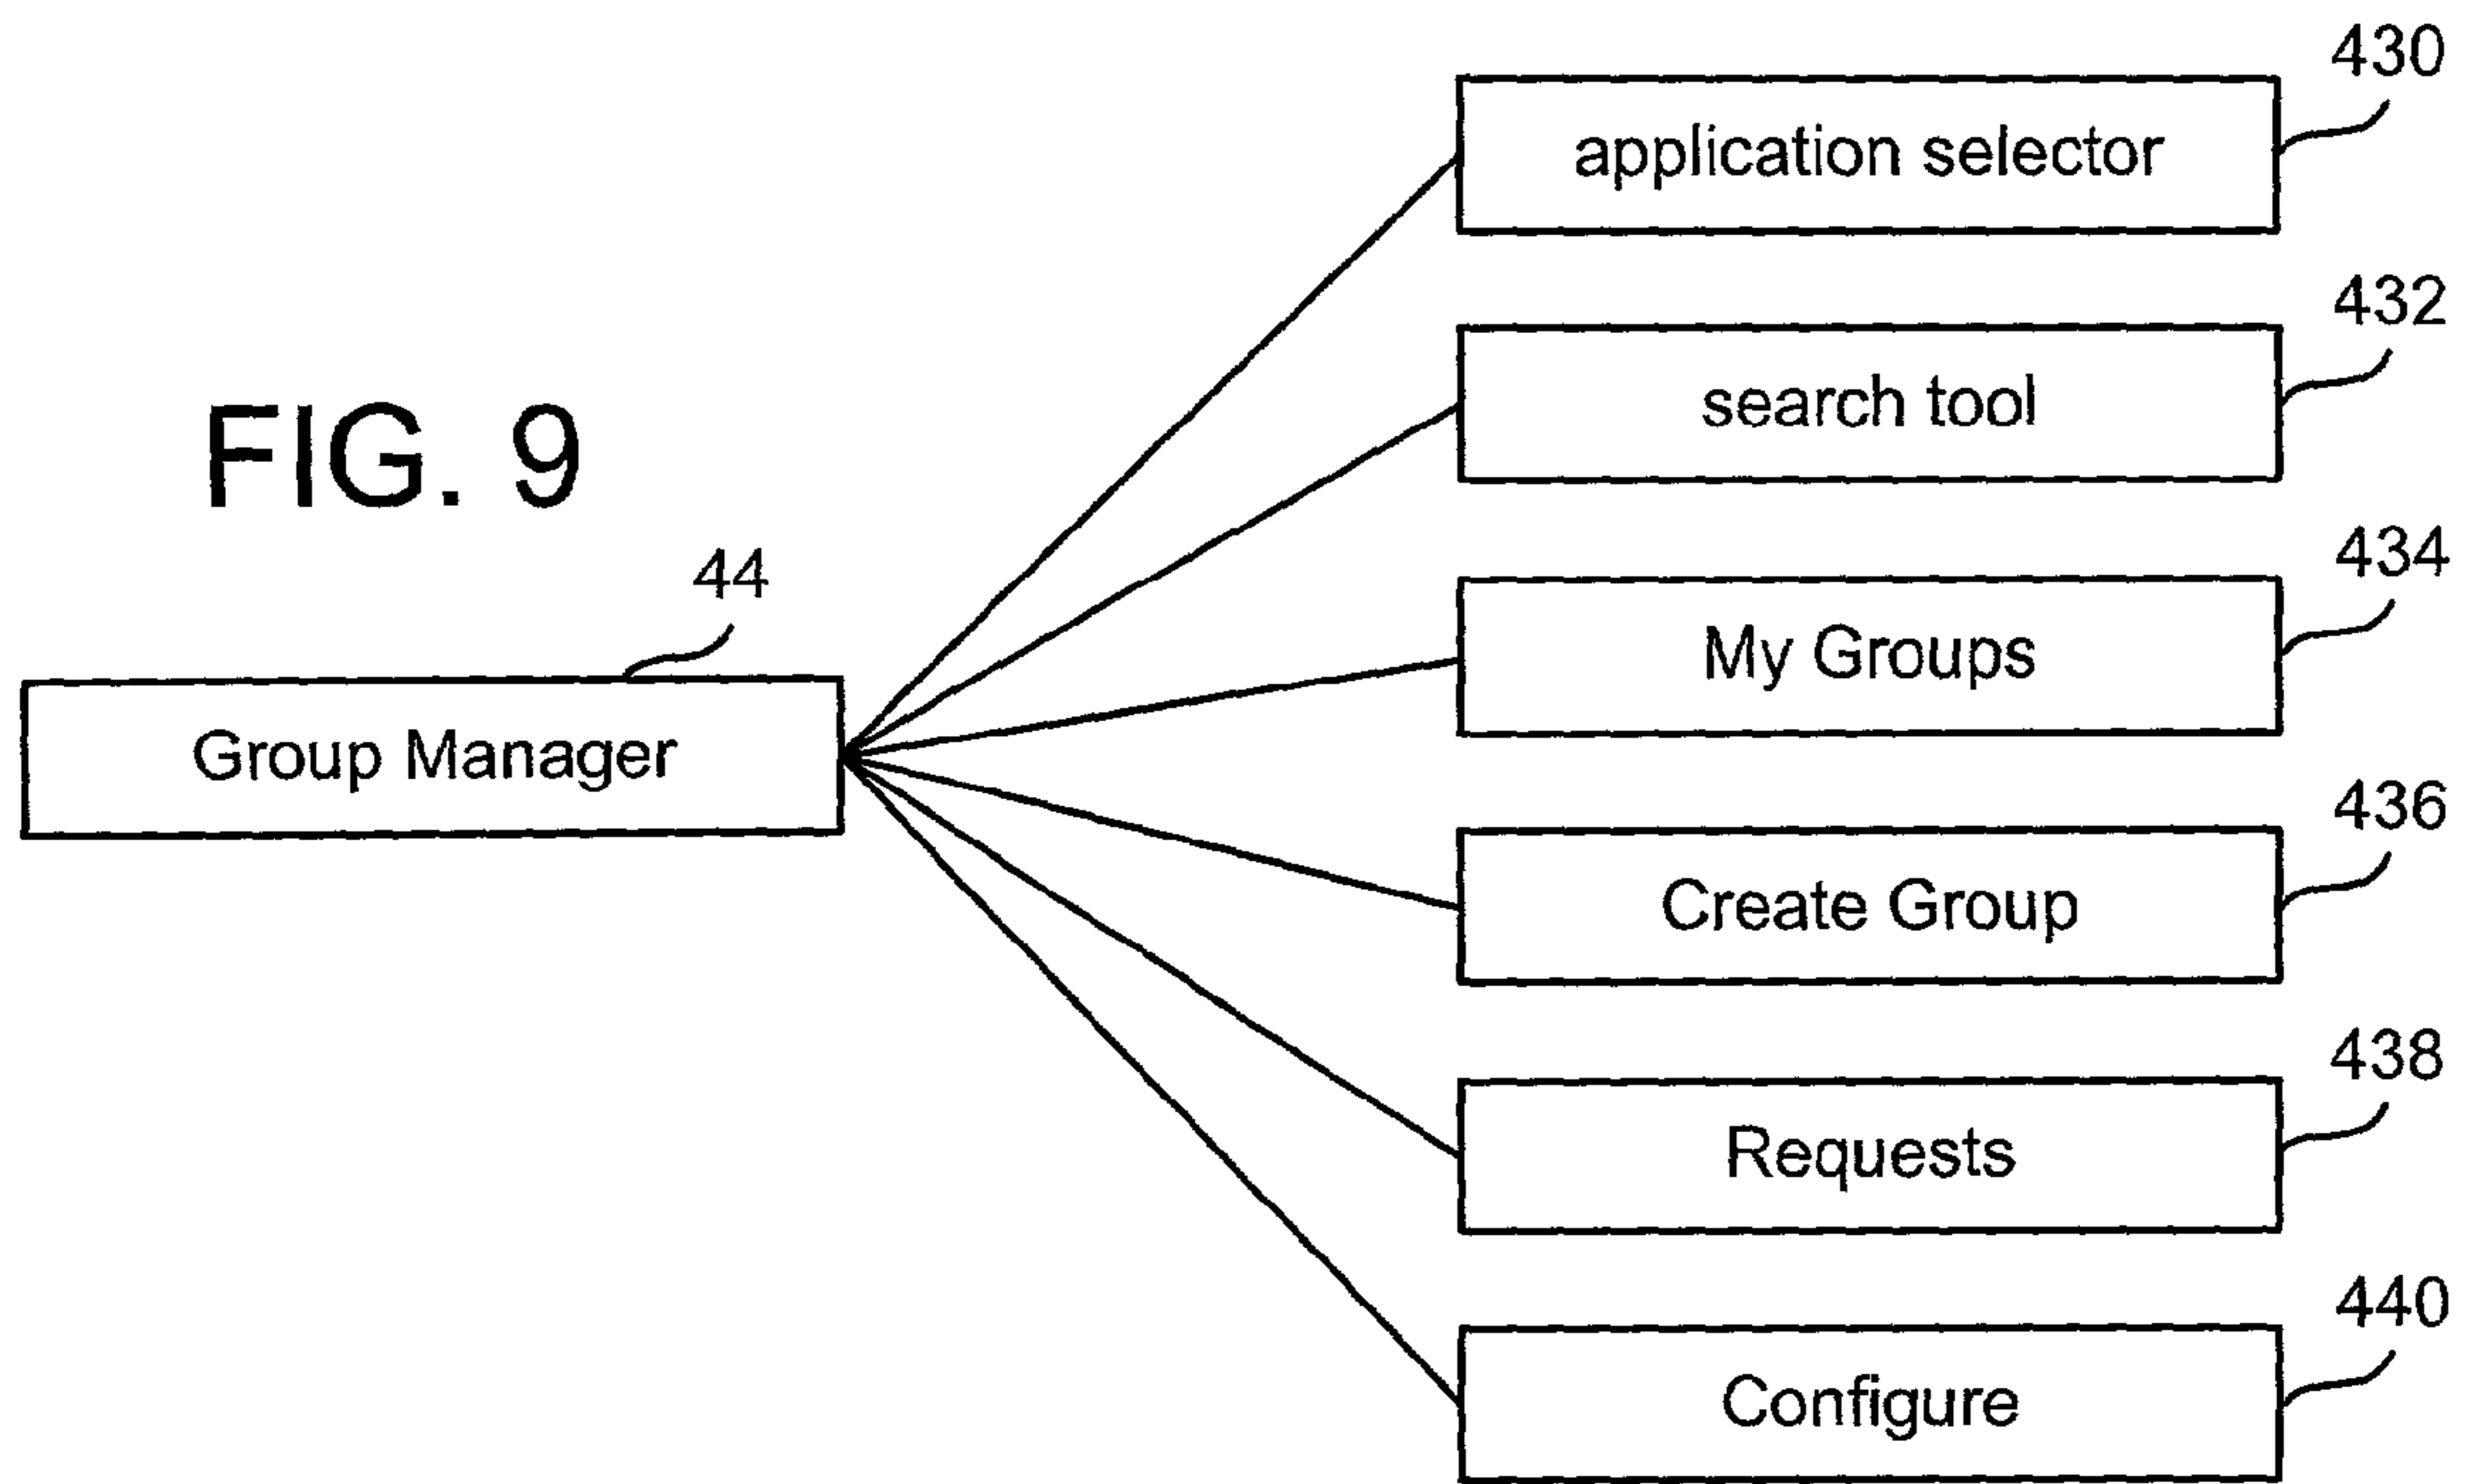 430
application selector
432
search tool
FIG. 9
434
44
My Groups
Group Manager
436
Create Group
438
Requests
440
Configure